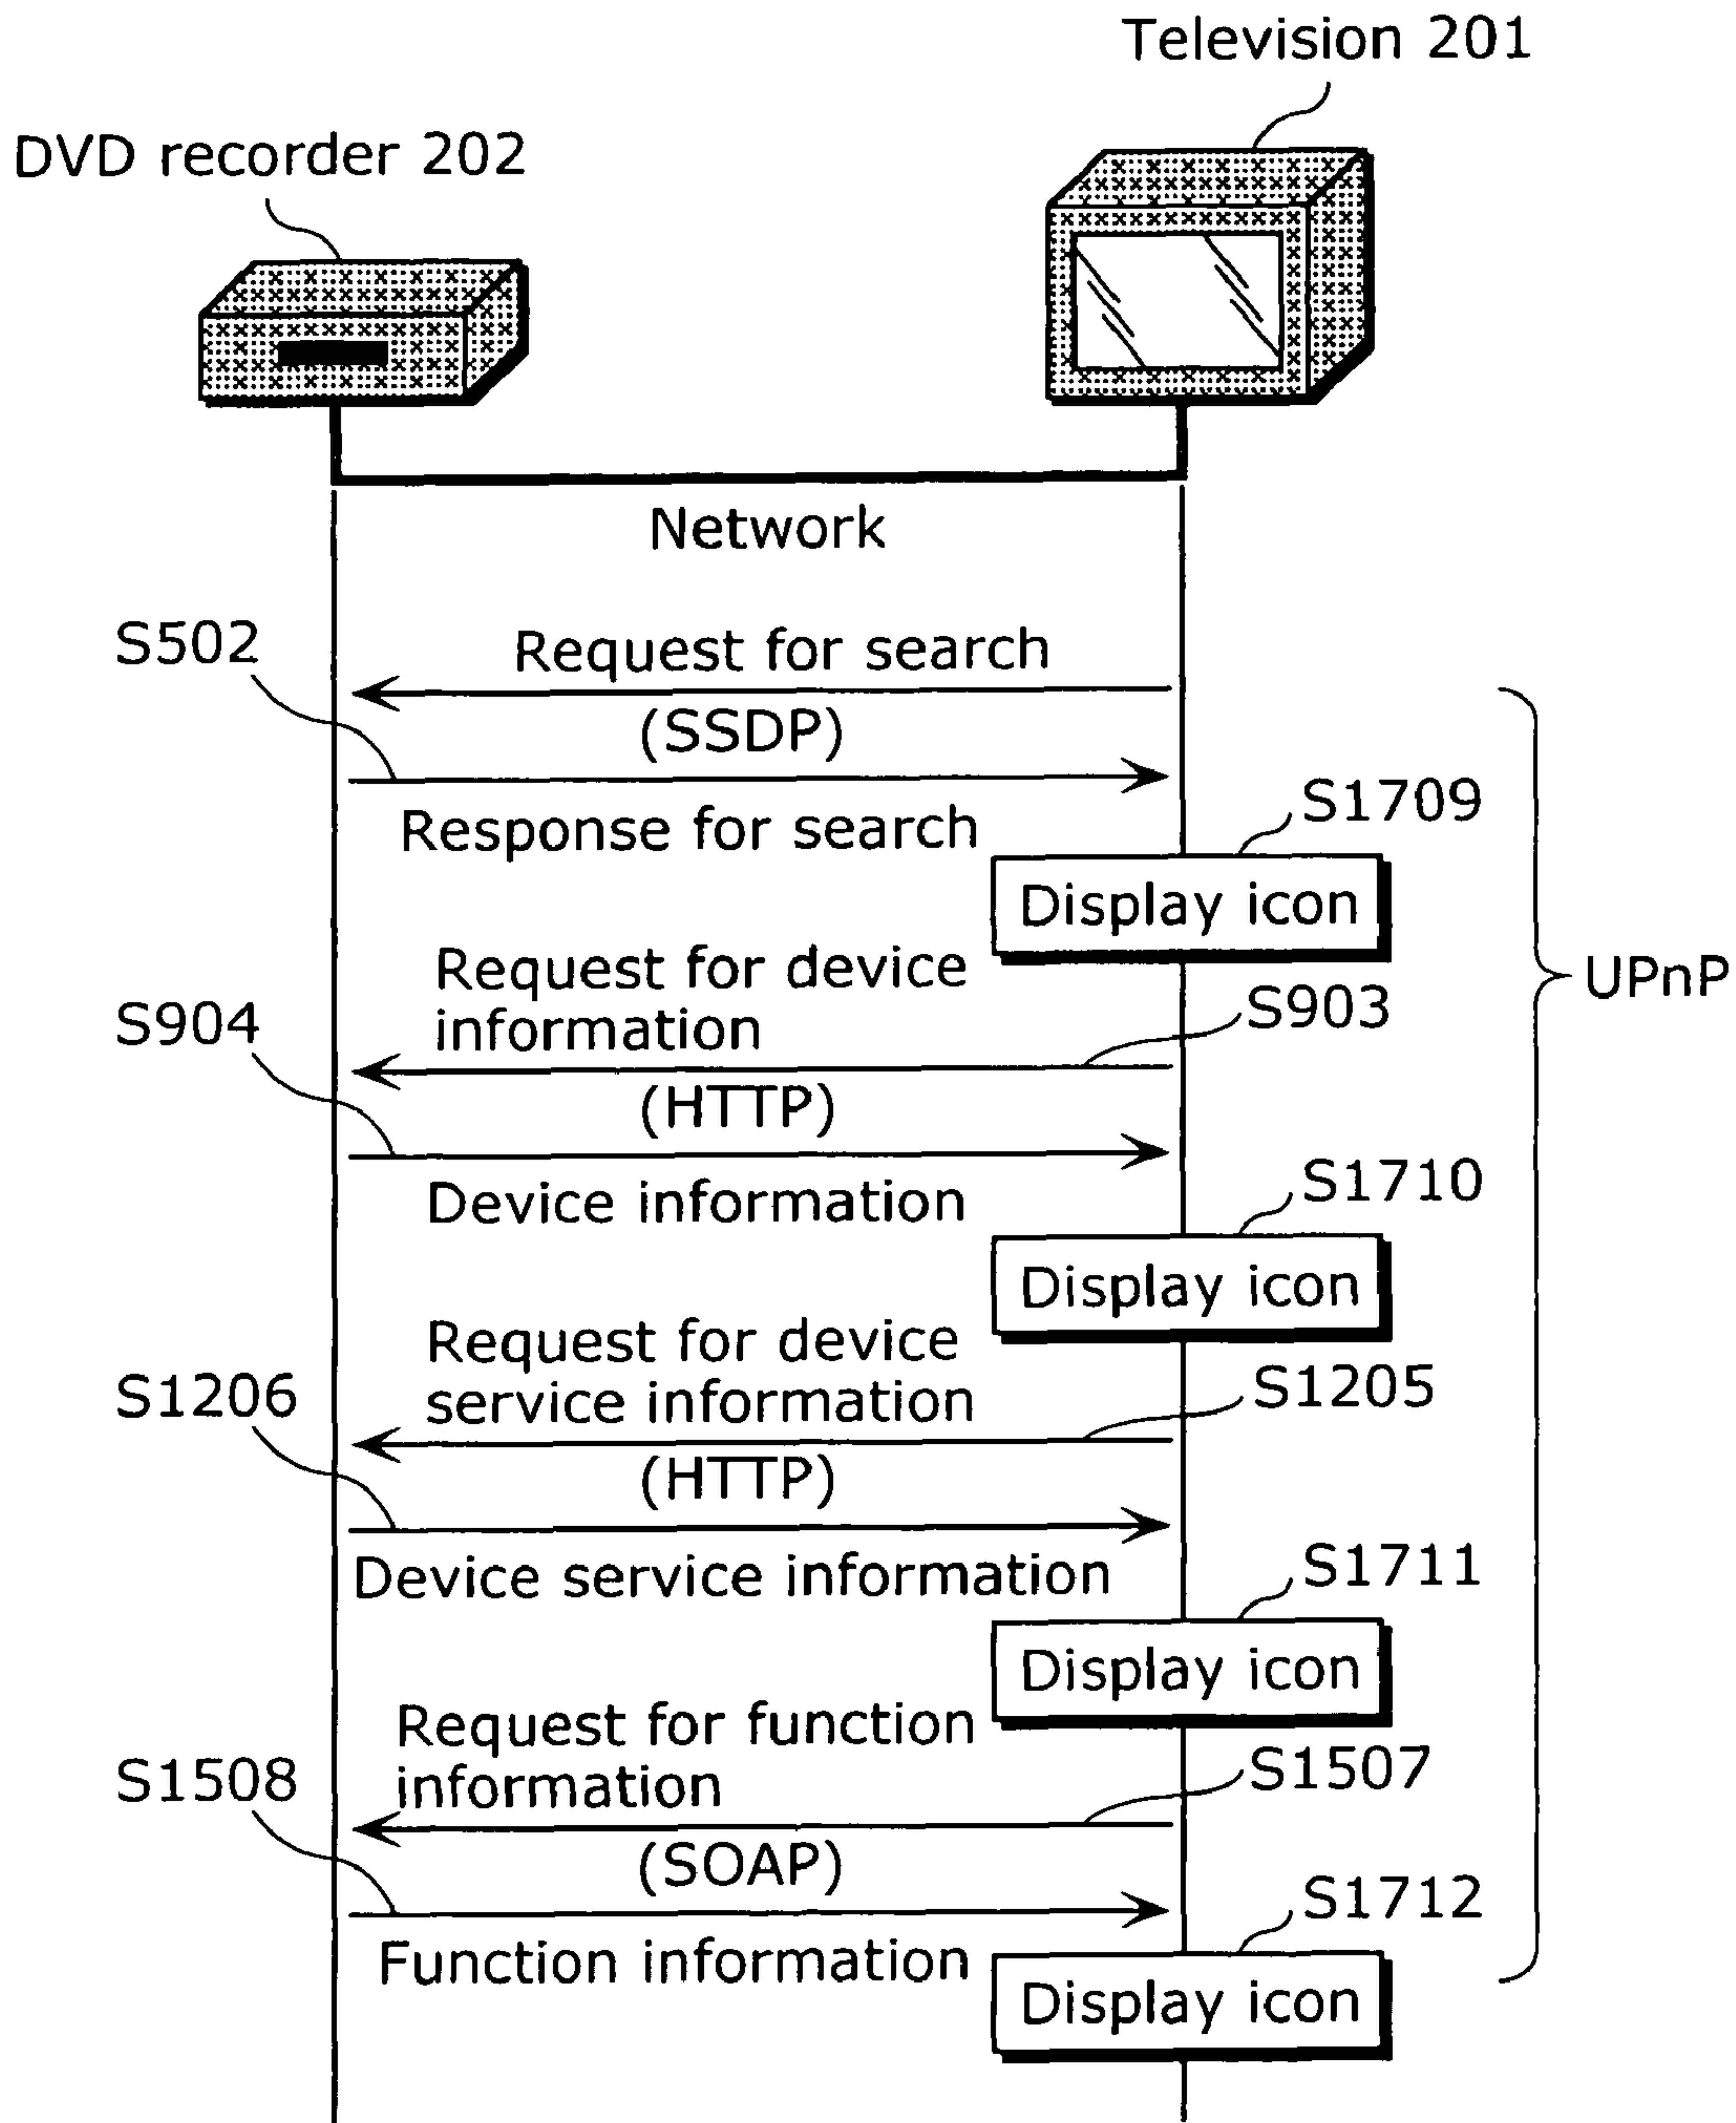 Television 201
DVD recorder 202
Network
S502
Request for search
(SSDP)
Response for search
S1709
Display icon
UPnP
Request for device
information
S903
S904
(HTTP)
Device information
S1710
Display icon
Request for device
service information
S1205
S1206
(HTTP)
Device service information
S1711
Display icon
Request for function
information
S1507
S1508
(SOAP)
Function information
S1712
Display icon